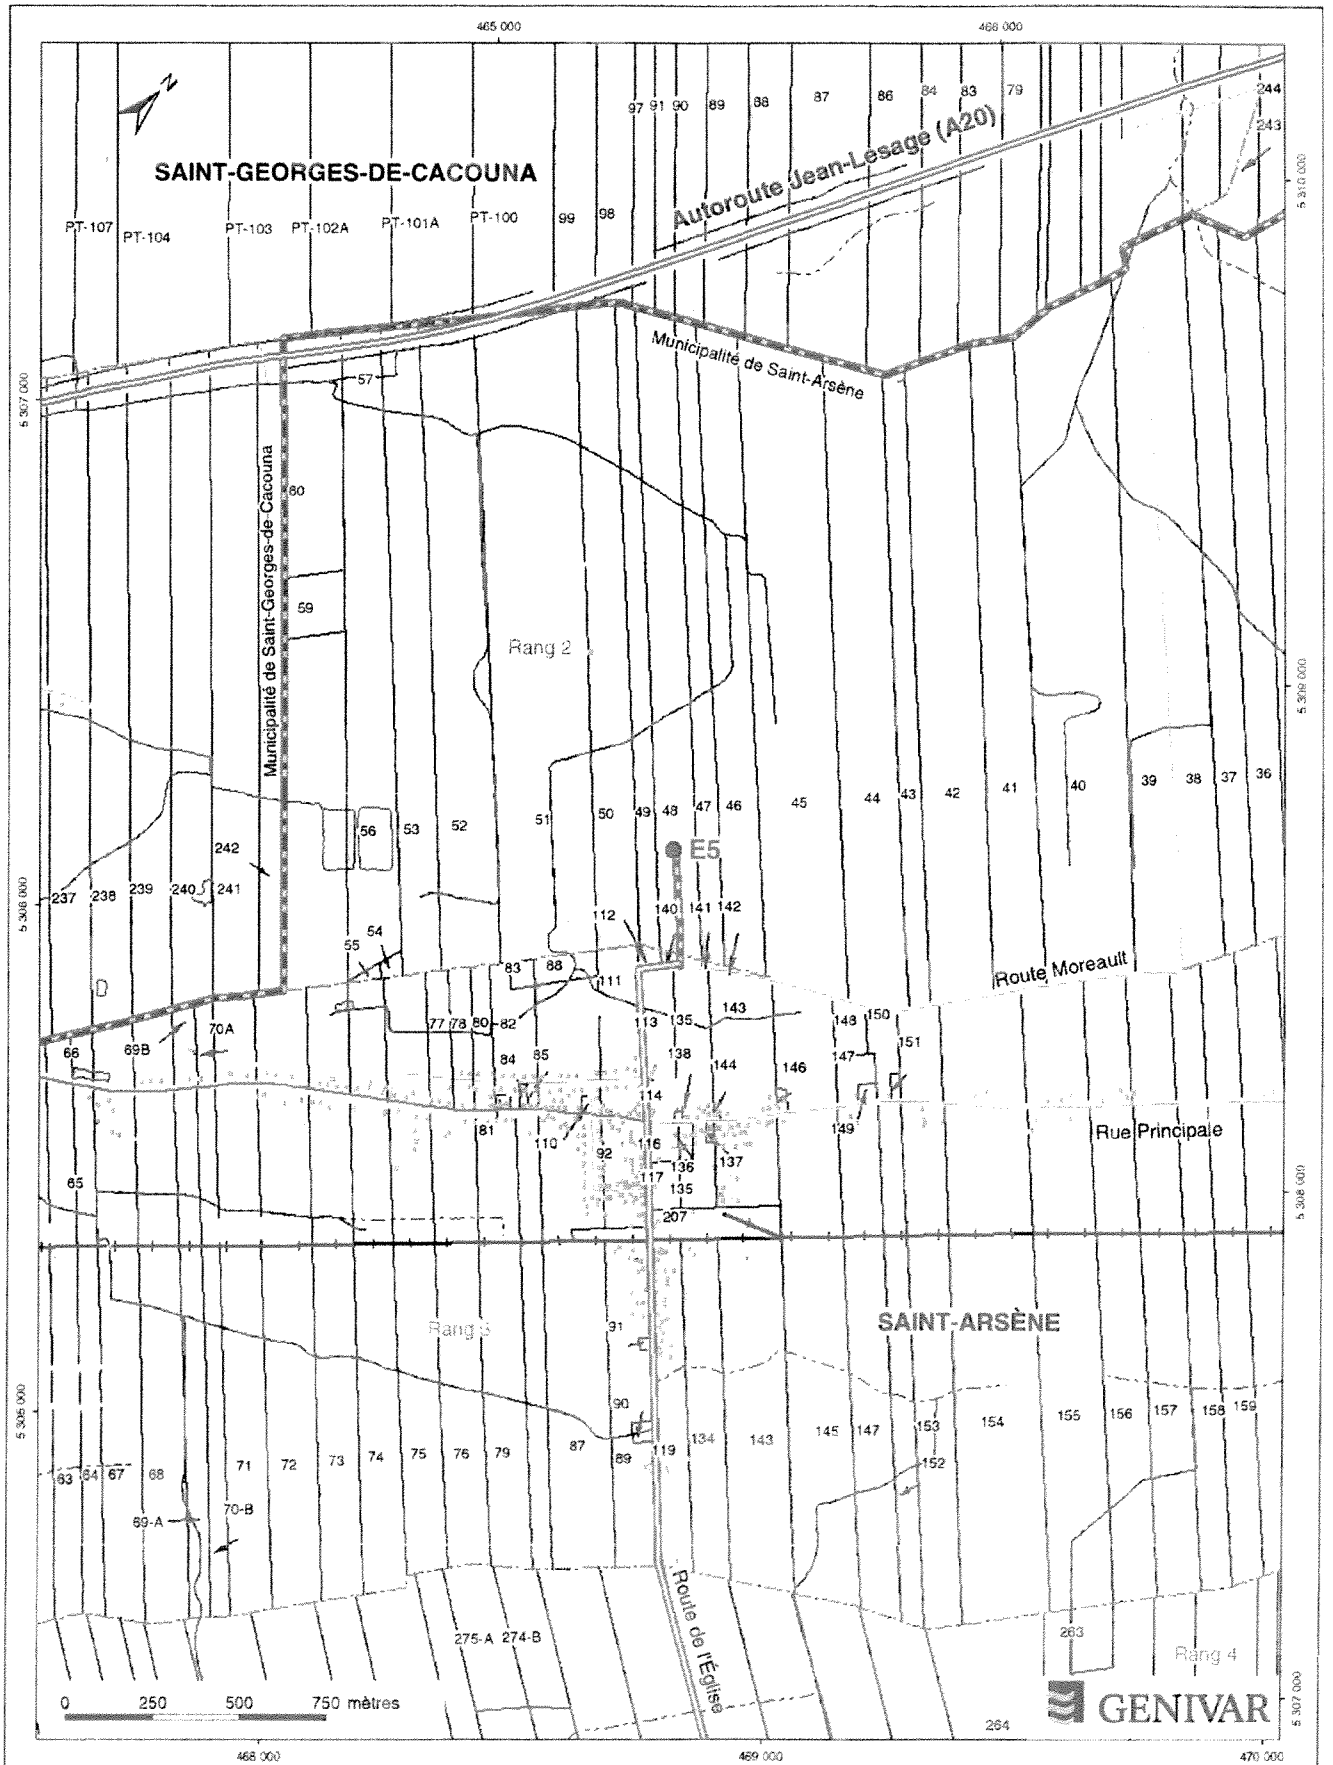 465 000 466 000
97 91 90 89 88 87 86 84 83 79 244
243
N
SAINT-GEORGES-DE-CACOUNA
Autoroute Jean-Lesage (A20)
5 310 000
PT-107 PT-104 PT-103 PT-102A PT-101A PT-100 99 98
Municipalité de Saint-Arsène
57
5 307 000
Municipalité de Saint-Georges-de-Cacouna
60
59
Rang 2
5 309 000
56 53 52 51 50 49 48 47 46 45 44 43 42 41 40 39 38 37 36
242
E5
237 238 239 240 241
5 308 000
55 54 112 140 141 142
83 88 111
Route Moreault
66 69B 70A 77 78 80 82 113 135 143 148 150 151
84 85 138 144 146 147
114
81 110 92 116 149
Rue Principale
65 117 136 137
135
207
5 308 000
SAINT-ARSÈNE
Rang 3
91
90
5 305 000
63 64 67 68 71 72 73 74 75 76 79 87 89 119 134 143 145 147 153 154 155 156 157 158 159
152
69-A 70-B
275-A 274-B
Route de l'Église
263
Rang 4
264
0 250 500 750 mètres
GENIVAR
5 307 000
468 000 469 000 470 000